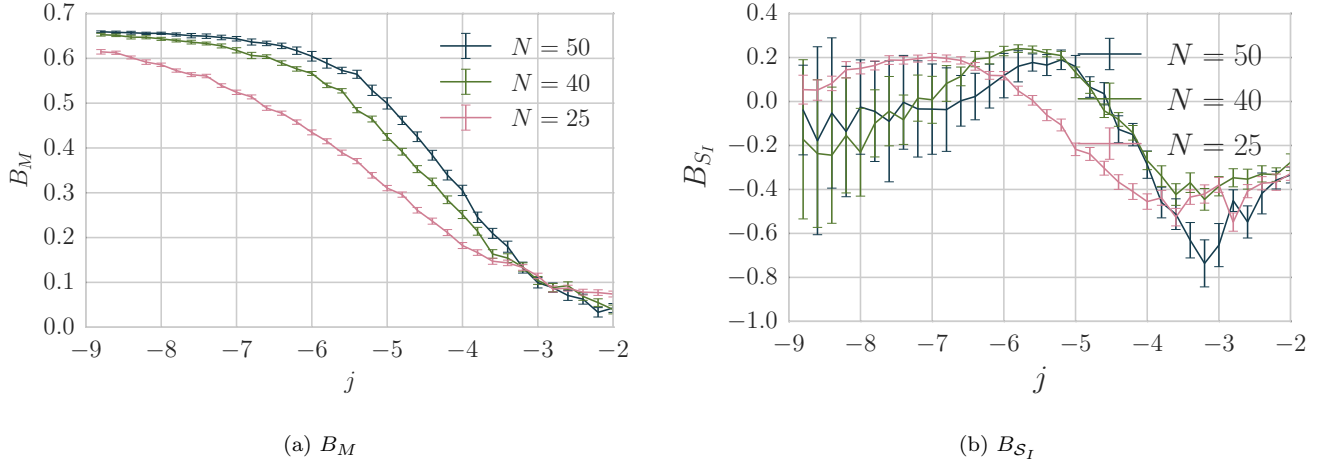 0.7
0.6
0.5
0.4
0.3
0.2
0.1
0.0
B_M
−9 −8 −7 −6 −5 −4 −3 −2
j
N = 50
N = 40
N = 25
(a) B_M
0.4
0.2
0.0
−0.2
−0.4
−0.6
−0.8
−1.0
B_{S_I}
−9 −8 −7 −6 −5 −4 −3 −2
j
N = 50
N = 40
N = 25
(b) B_{S_I}